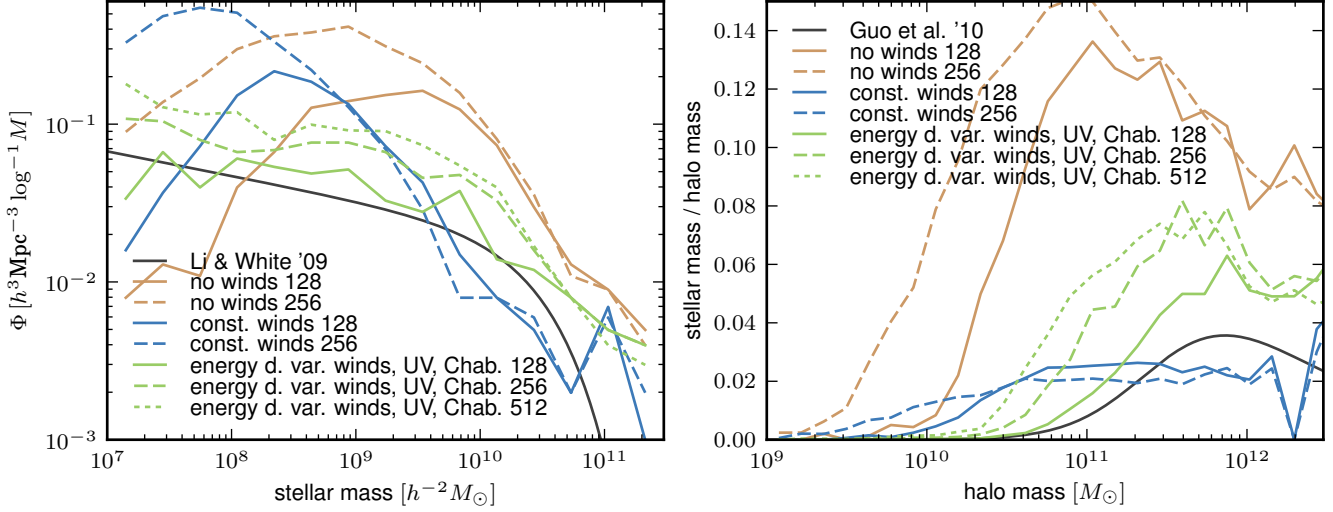 Φ [h³Mpc⁻³ log⁻¹ M]
10⁻¹
10⁻²
10⁻³
Li & White '09
no winds 128
no winds 256
const. winds 128
const. winds 256
energy d. var. winds, UV, Chab. 128
energy d. var. winds, UV, Chab. 256
energy d. var. winds, UV, Chab. 512
10⁷ 10⁸ 10⁹ 10¹⁰ 10¹¹
stellar mass [h⁻²M☉]
stellar mass / halo mass
0.14
0.12
0.10
0.08
0.06
0.04
0.02
0.00
Guo et al. '10
no winds 128
no winds 256
const. winds 128
const. winds 256
energy d. var. winds, UV, Chab. 128
energy d. var. winds, UV, Chab. 256
energy d. var. winds, UV, Chab. 512
10⁹ 10¹⁰ 10¹¹ 10¹²
halo mass [M☉]